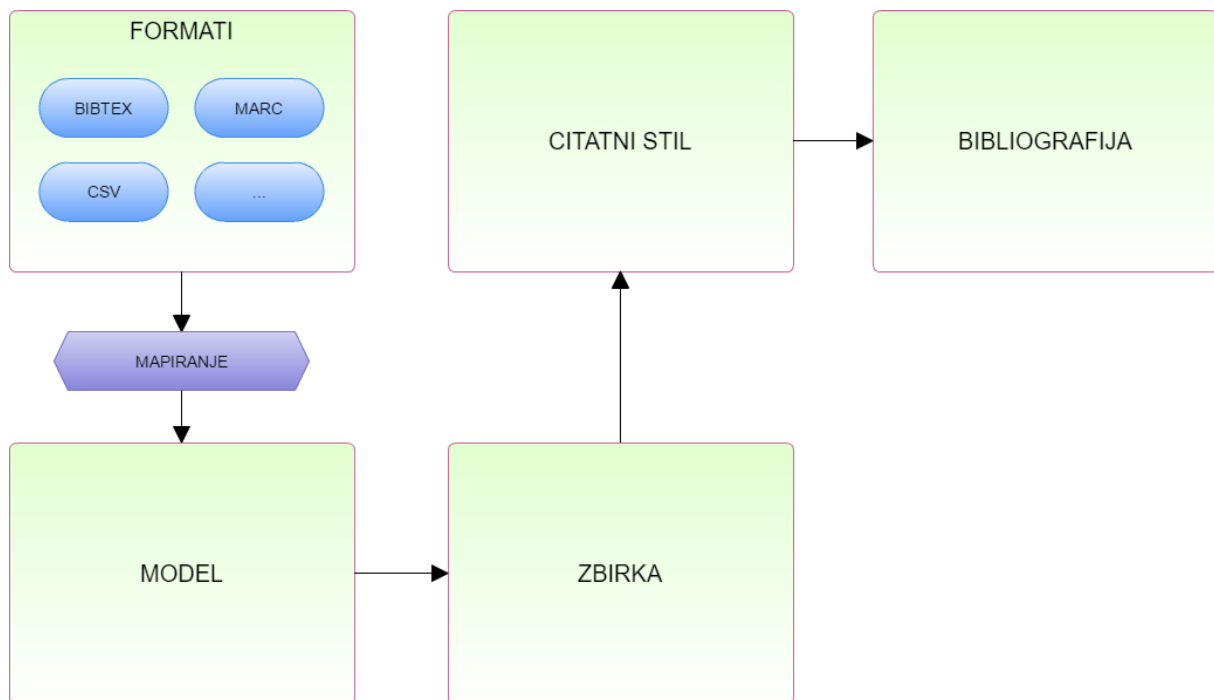 FORMATI
BIBTEX
MARC
CSV
...
MAPIRANJE
MODEL
ZBIRKA
CITATNI STIL
BIBLIOGRAFIJA